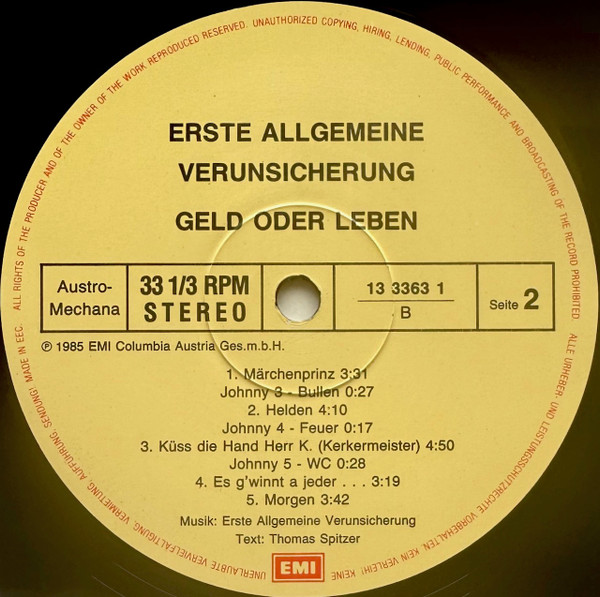 ERSTE ALLGEMEINE
VERUNSICHERUNG
GELD ODER LEBEN
Austro-
Mechana
33 1/3 RPM
STEREO
13 3363 1
B
Seite 2
℗ 1985 EMI Columbia Austria Ges.m.b.H.
1. Märchenprinz 3:31
Johnny 3 - Bullen 0:27
2. Helden 4:10
Johnny 4 - Feuer 0:17
3. Küss die Hand Herr K. (Kerkermeister) 4:50
Johnny 5 - WC 0:28
4. Es g'winnt a jeder . . . 3:19
5. Morgen 3:42
Musik: Erste Allgemeine Verunsicherung
Text: Thomas Spitzer
EMI
ALL RIGHTS OF THE PRODUCER AND OF THE OWNER OF THE WORK REPRODUCED RESERVED. UNAUTHORIZED COPYING, HIRING, LENDING, PUBLIC PERFORMANCE AND BROADCASTING OF THE RECORD PROHIBITED. ALLE URHEBER- UND LEISTUNGSSCHUTZRECHTE VORBEHALTEN. KEIN VERLEIH! KEINE UNERLAUBTE VERVIELFÄLTIGUNG, VERMIETUNG, AUFFÜHRUNG, SENDUNG! MADE IN EEC.